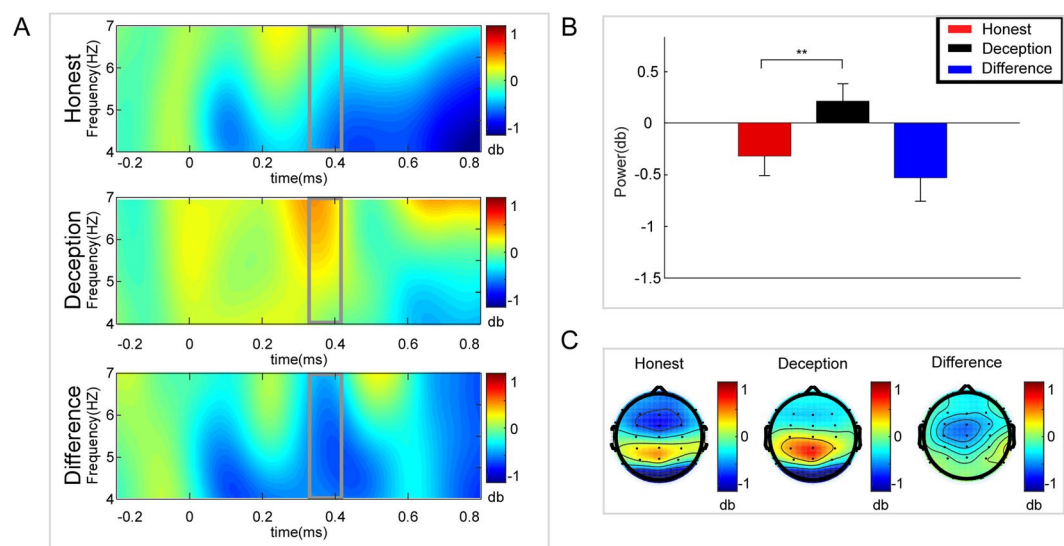 A
Honest
Frequency(HZ)
7
6
5
4
-0.2 0 0.2 0.4 0.6 0.8
time(ms)
1
0
-1
db
Deception
Frequency(HZ)
7
6
5
4
-0.2 0 0.2 0.4 0.6 0.8
time(ms)
1
0
-1
db
Difference
Frequency(HZ)
7
6
5
4
-0.2 0 0.2 0.4 0.6 0.8
time(ms)
1
0
-1
db
B
Honest
Deception
Difference
**
Power(db)
0.5
0
-0.5
-1
-1.5
C
Honest Deception Difference
1 1 1
0 0 0
-1 -1 -1
db db db